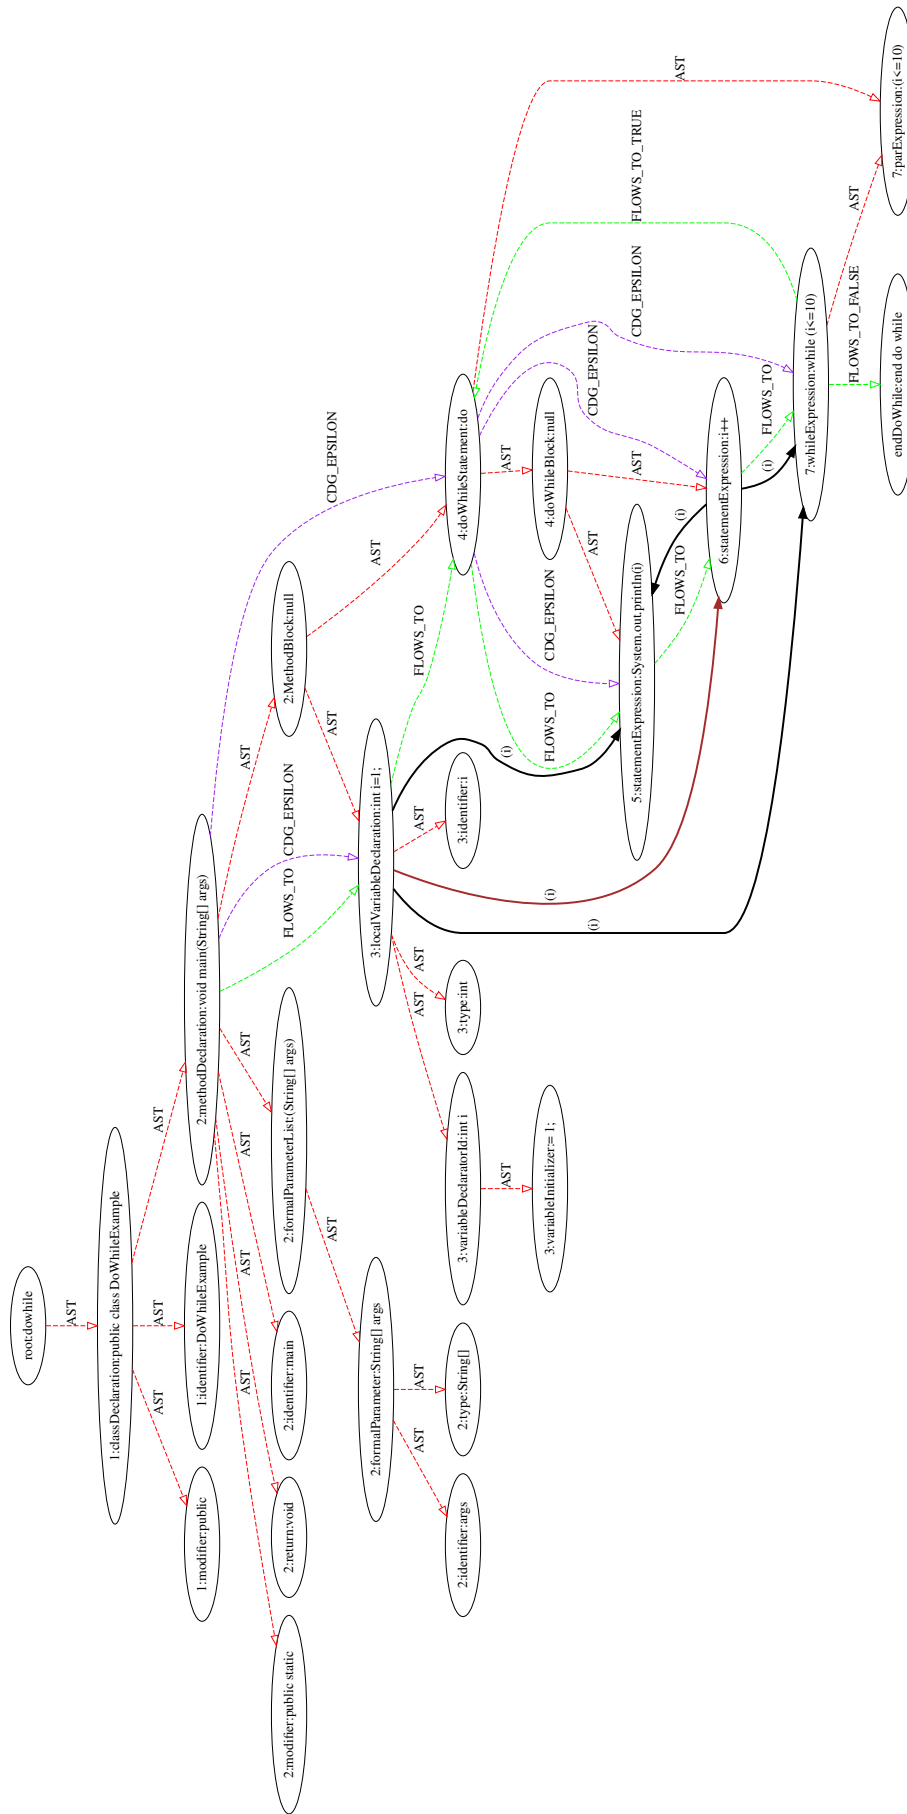 root:dowhile
AST
1:classDeclaration:public class DoWhileExample
AST
AST
AST
1:modifier:public
1:identifier:DoWhileExample
2:methodDeclaration:void main(String[] args)
AST
AST
AST
AST
AST
FLOWS_TO
CDG_EPSILON
CDG_EPSILON
2:modifier:public static
2:return:void
2:identifier:main
2:formalParameterList:(String[] args)
2:MethodBlock:null
AST
AST
AST
2:formalParameter:String[] args
3:localVariableDeclaration:int i=1;
AST
AST
AST
AST
AST
FLOWS_TO
2:identifier:args
2:type:String[]
3:variableDeclaratorId:int i
3:type:int
3:identifier:i
4:doWhileStatement:do
AST
(i)
AST
AST
3:variableInitializer:= 1;
(i)
FLOWS_TO
CDG_EPSILON
4:doWhileBlock:null
(i)
AST
CDG_EPSILON
AST
CDG_EPSILON
FLOWS_TO_TRUE
5:statementExpression:System.out.println(i)
FLOWS_TO
(i)
6:statementExpression:i++
(i)
FLOWS_TO
7:whileExpression:while (i<=10)
FLOWS_TO_FALSE
AST
endDoWhile:end do while
7:parExpression:(i<=10)